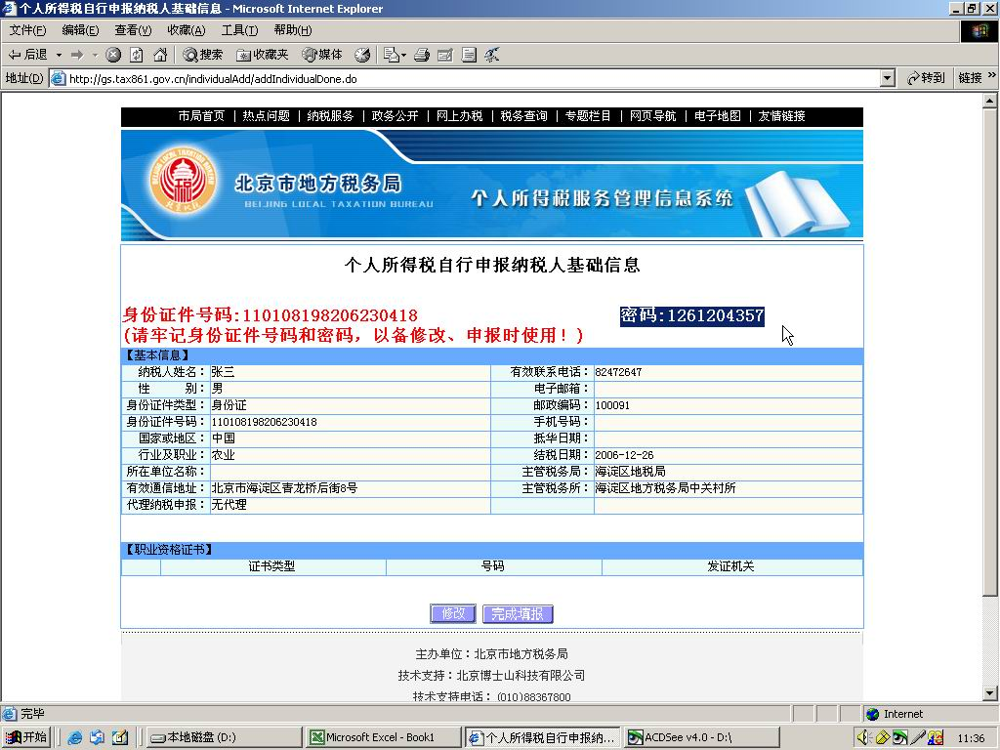 个人所得税自行申报纳税人基础信息 - Microsoft Internet Explorer
文件(F) 编辑(E) 查看(V) 收藏(A) 工具(T) 帮助(H)
后退 搜索 收藏夹 媒体
地址(D) http://gs.tax861.gov.cn/individualAdd/addIndividualDone.do 转到 链接 »
市局首页 | 热点问题 | 纳税服务 | 政务公开 | 网上办税 | 税务查询 | 专题栏目 | 网页导航 | 电子地图 | 友情链接
北京市地方税务局
BEIJING LOCAL TAXATION BUREAU
个人所得税服务管理信息系统
个人所得税自行申报纳税人基础信息
身份证件号码:110108198206230418 密码:1261204357
(请牢记身份证件号码和密码，以备修改、申报时使用！)
【基本信息】
纳税人姓名： 张三 有效联系电话： 82472647
性 别： 男 电子邮箱：
身份证件类型： 身份证 邮政编码： 100091
身份证件号码： 110108198206230418 手机号码：
国家或地区： 中国 抵华日期：
行业及职业： 农业 结税日期： 2006-12-26
所在单位名称： 主管税务局： 海淀区地税局
有效通信地址： 北京市海淀区青龙桥后街8号 主管税务所： 海淀区地方税务局中关村所
代理纳税申报： 无代理
【职业资格证书】
证书类型 号码 发证机关
修改 完成填报
主办单位：北京市地方税务局
技术支持：北京博士山科技有限公司
技术支持电话： (010)88367800
完毕 Internet
开始 本地磁盘 (D:) Microsoft Excel - Book1 个人所得税自行申报纳... ACDSee v4.0 - D:\ 11:36